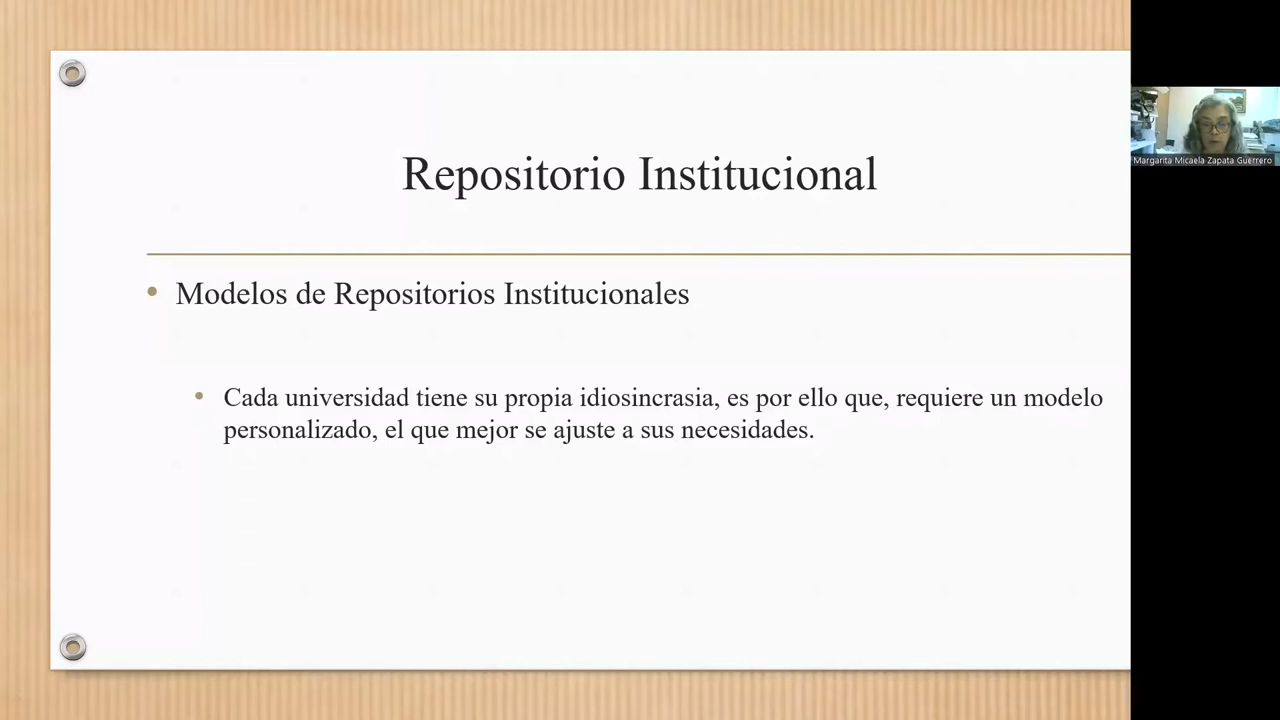 Repositorio Institucional
Margarita Micaela Zapata Guerrero
• Modelos de Repositorios Institucionales
• Cada universidad tiene su propia idiosincrasia, es por ello que, requiere un modelo
personalizado, el que mejor se ajuste a sus necesidades.